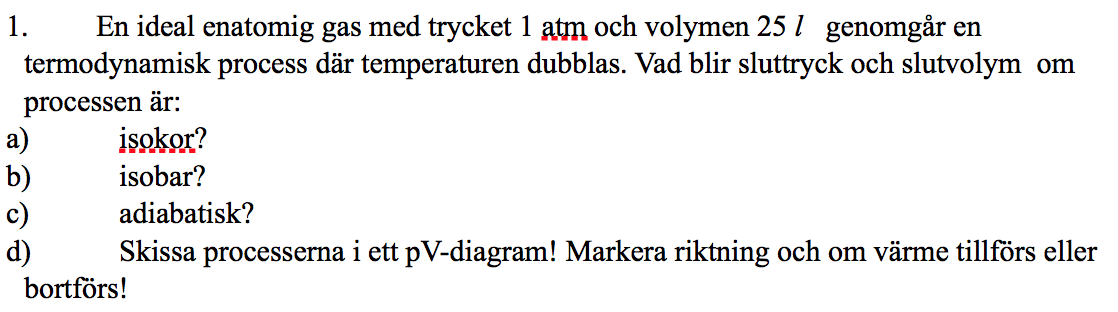 1. En ideal enatomig gas med trycket 1 atm och volymen 25 l genomgår en
termodynamisk process där temperaturen dubblas. Vad blir sluttryck och slutvolym om
processen är:
a) isokor?
b) isobar?
c) adiabatisk?
d) Skissa processerna i ett pV-diagram! Markera riktning och om värme tillförs eller
bortförs!